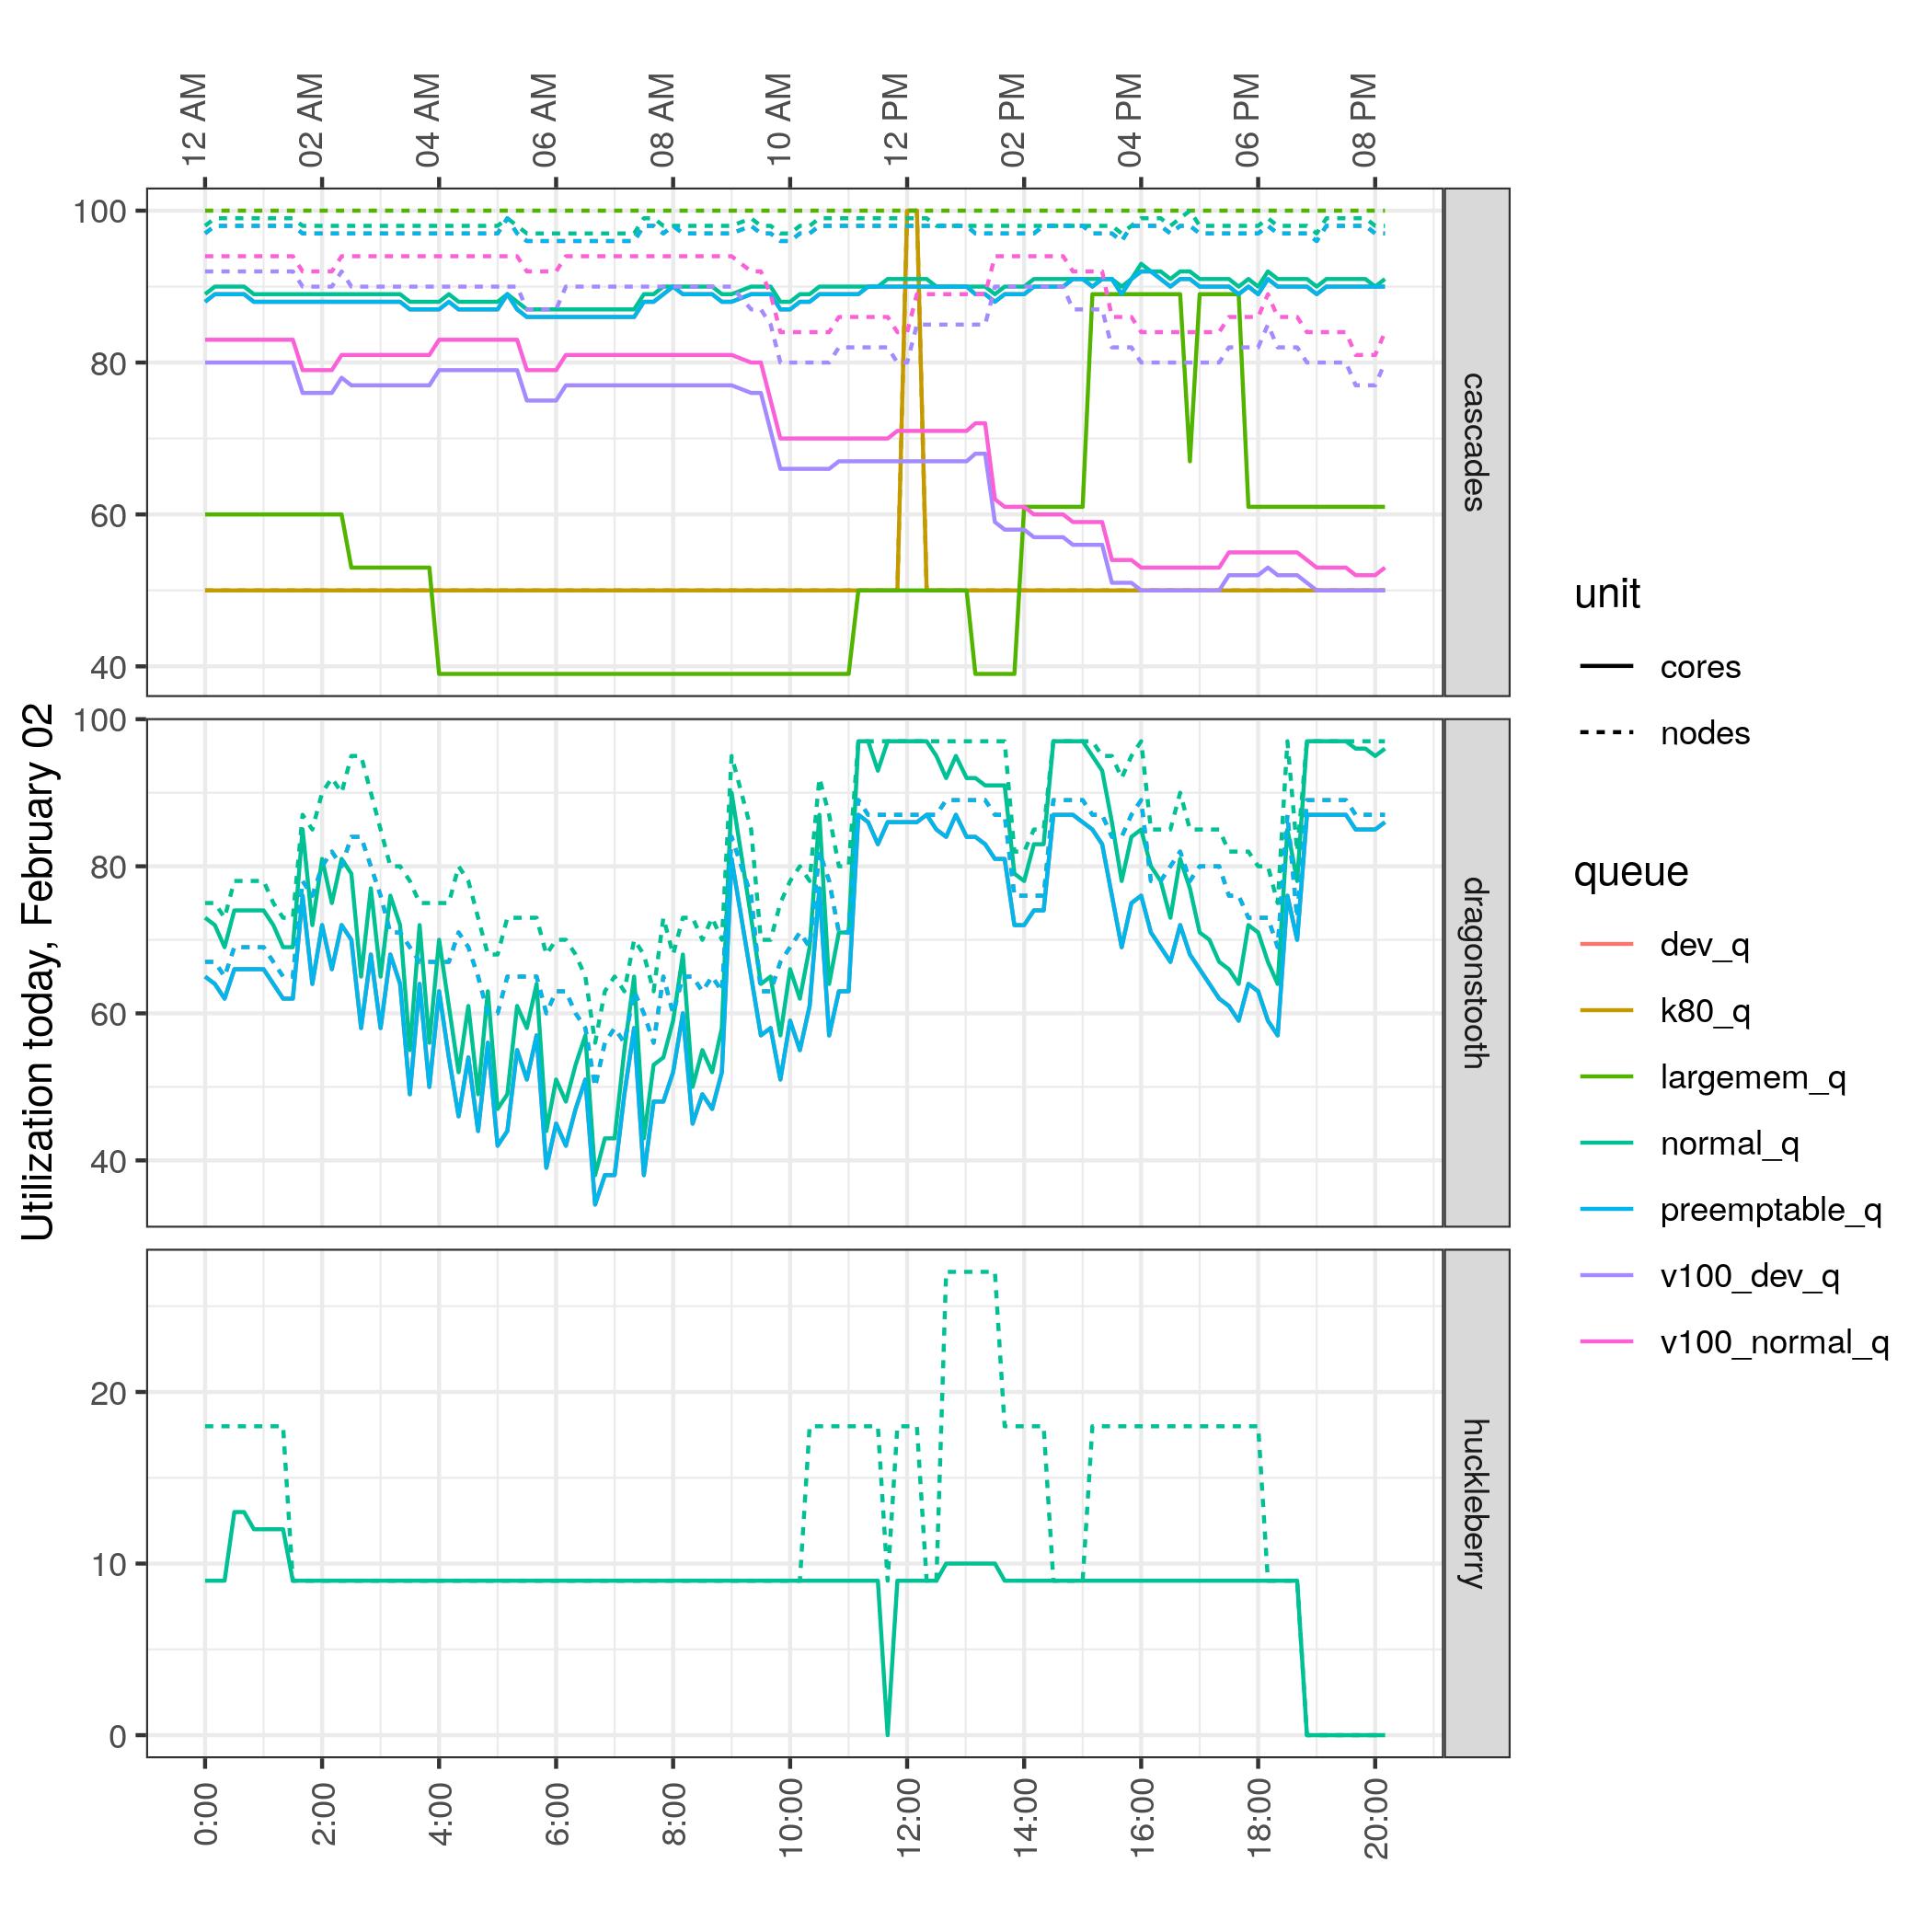 12 AM 02 AM 04 AM 06 AM 08 AM 10 AM 12 PM 02 PM 04 PM 06 PM 08 PM
Utilization today, February 02
100
80
60
40
cascades
100
80
60
40
dragonstooth
20
10
0
huckleberry
0:00 2:00 4:00 6:00 8:00 10:00 12:00 14:00 16:00 18:00 20:00
unit
cores
nodes
queue
dev_q
k80_q
largemem_q
normal_q
preemptable_q
v100_dev_q
v100_normal_q